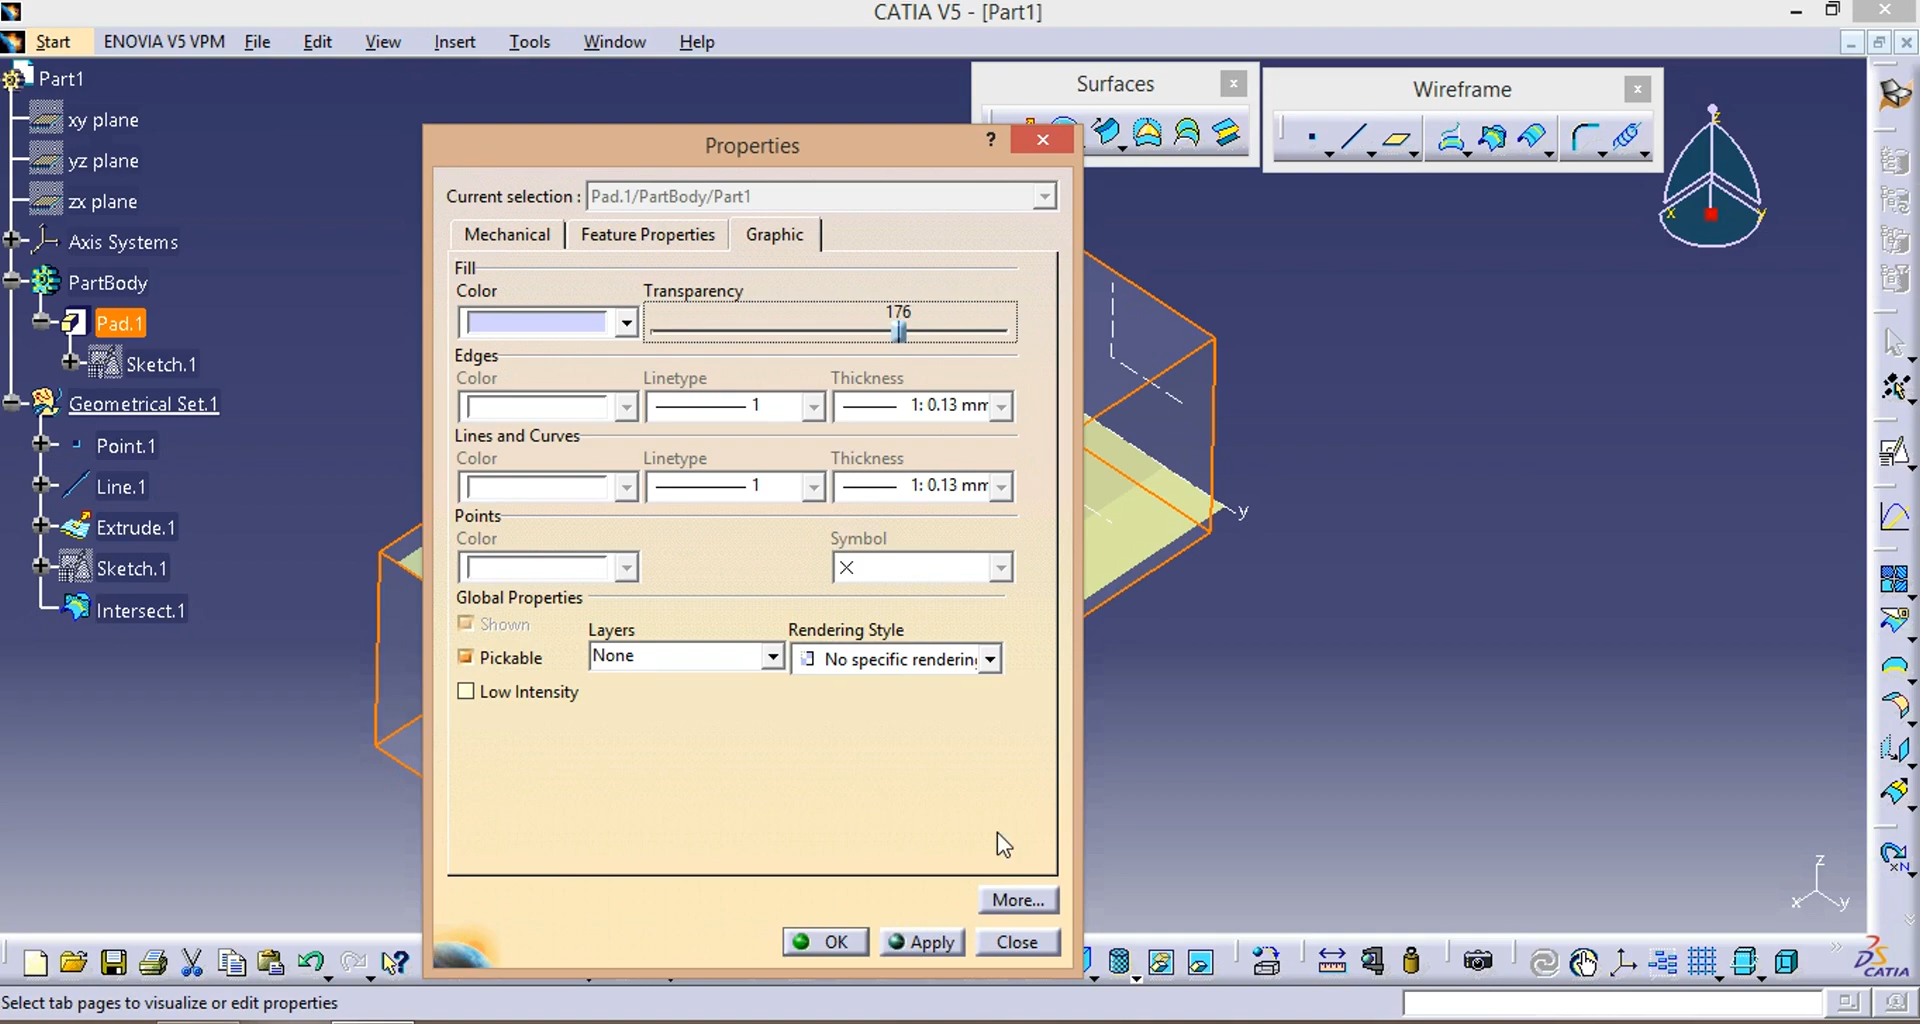 CATIA V5 - [Part1]
Start ENOVIA V5 VPM File Edit View Insert Tools Window Help
Part1
xy plane
yz plane
zx plane
Axis Systems
PartBody
Pad.1
Sketch.1
Geometrical Set.1
Point.1
Line.1
Extrude.1
Sketch.1
Intersect.1
Surfaces
Wireframe
z
x y
y
Properties
?
Current selection : Pad.1/PartBody/Part1
Mechanical Feature Properties Graphic
Fill
Color Transparency
176
Edges
Color Linetype Thickness
1 1: 0.13 mm
Lines and Curves
Color Linetype Thickness
1 1: 0.13 mm
Points
Color Symbol
Global Properties
Shown Layers Rendering Style
Pickable None No specific renderin
Low Intensity
More...
OK Apply Close
z
x y
xN
DS CATIA
Select tab pages to visualize or edit properties